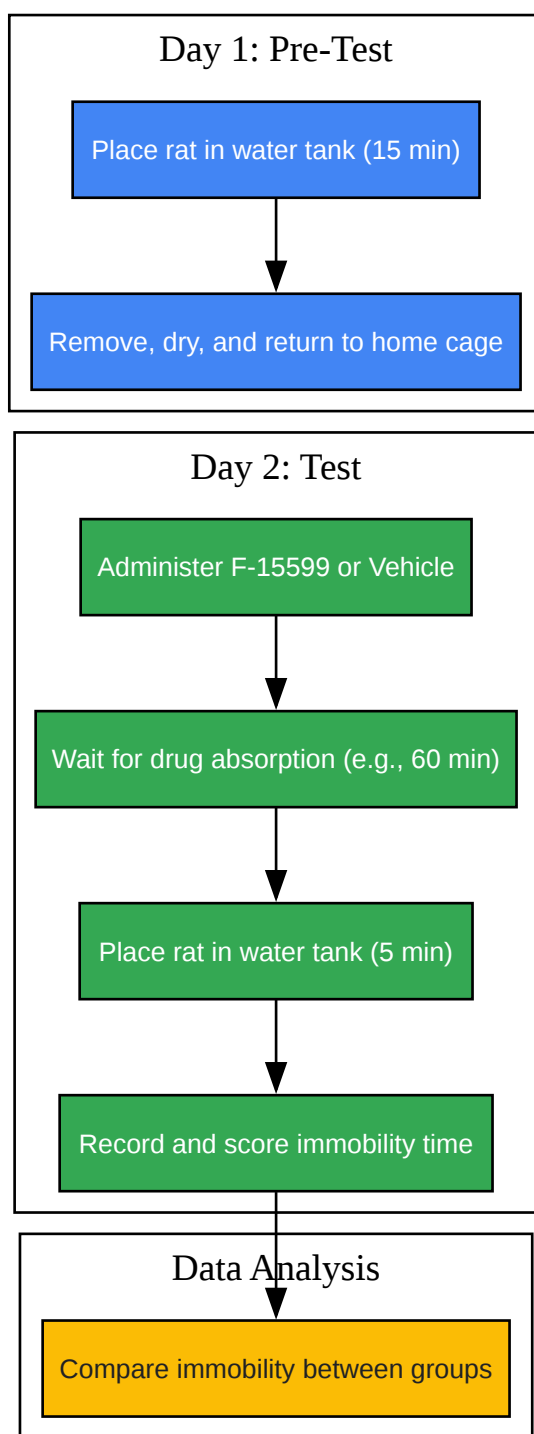 Day 1: Pre-Test
Place rat in water tank (15 min)
Remove, dry, and return to home cage
Day 2: Test
Administer F-15599 or Vehicle
Wait for drug absorption (e.g., 60 min)
Place rat in water tank (5 min)
Record and score immobility time
Data Analysis
Compare immobility between groups